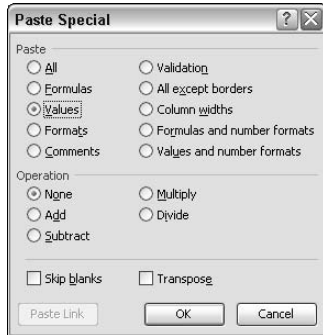 Paste Special
Paste
All
Validation
Formulas
All except borders
Values
Column widths
Formats
Formulas and number formats
Comments
Values and number formats
Operation
None
Multiply
Add
Divide
Subtract
Skip blanks
Transpose
Paste Link
OK
Cancel